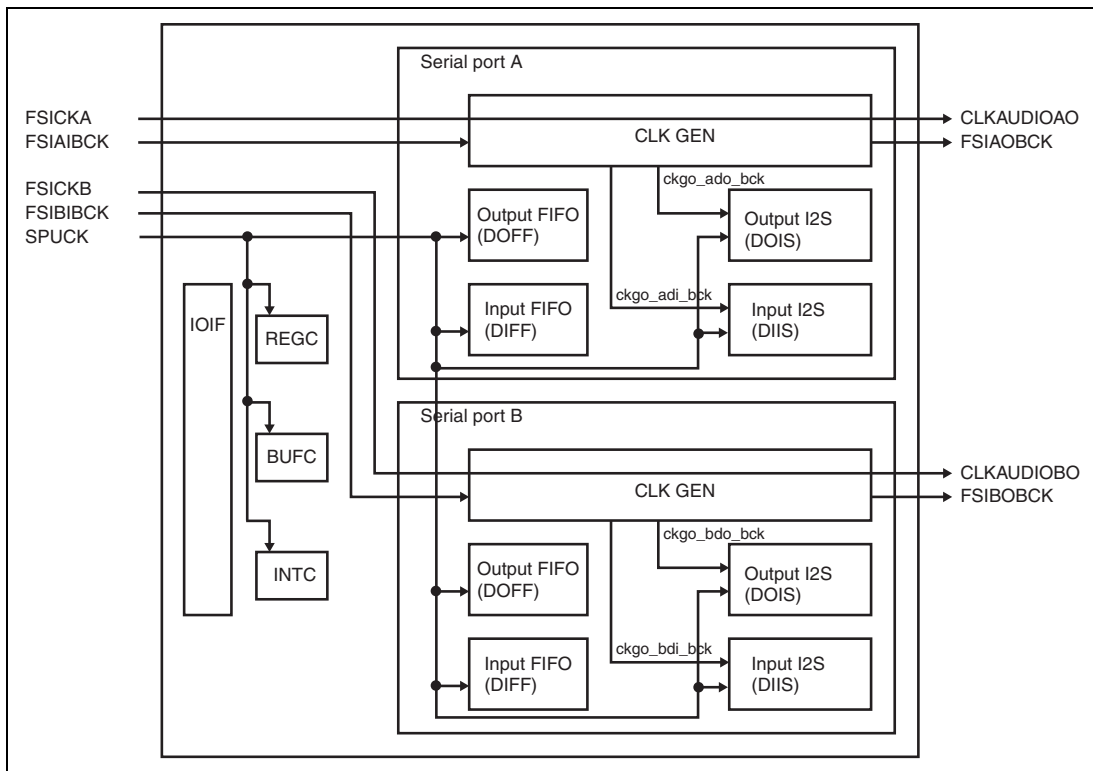 Serial port A
FSICKA
CLKAUDIOAO
FSIAIBCK
CLK GEN
FSIAOBCK
ckgo_ado_bck
FSICKB
FSIBIBCK
SPUCK
Output FIFO
(DOFF)
Output I2S
(DOIS)
ckgo_adi_bck
IOIF
REGC
Input FIFO
(DIFF)
Input I2S
(DIIS)
Serial port B
BUFC
CLK GEN
CLKAUDIOBO
FSIBOBCK
ckgo_bdo_bck
INTC
Output FIFO
(DOFF)
Output I2S
(DOIS)
ckgo_bdi_bck
Input FIFO
(DIFF)
Input I2S
(DIIS)